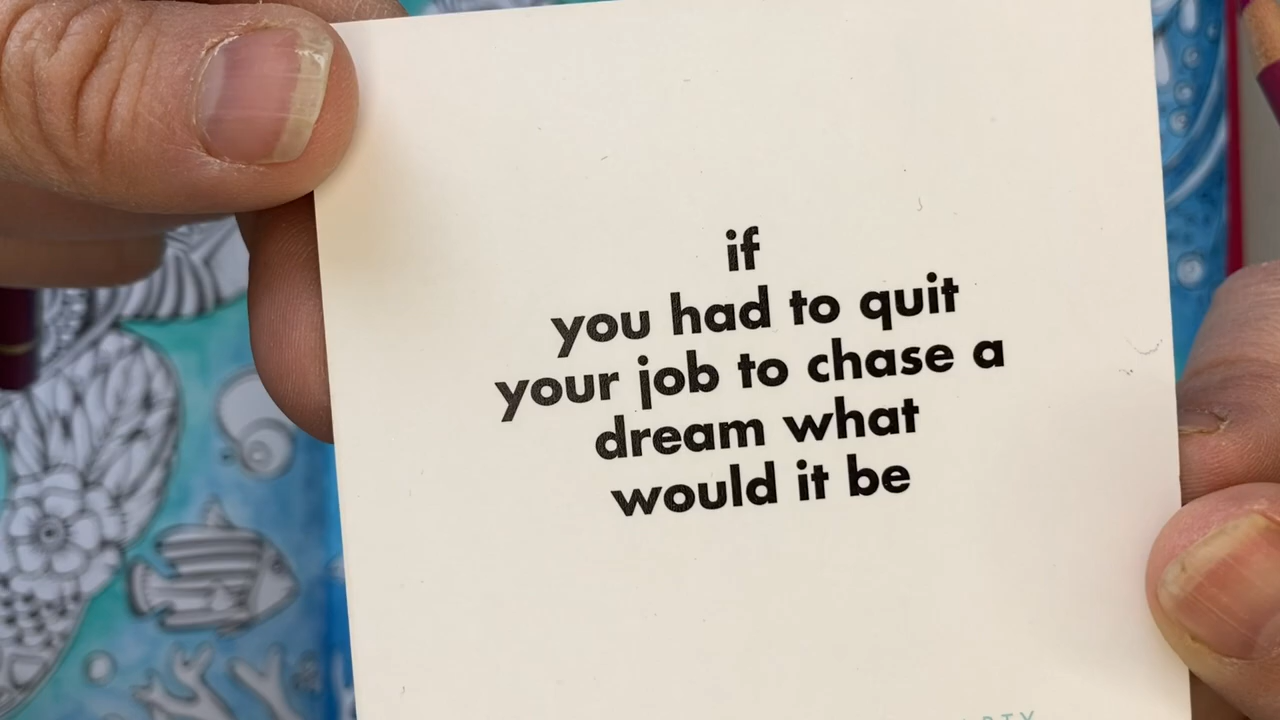 if
you had to quit
your job to chase a
dream what
would it be